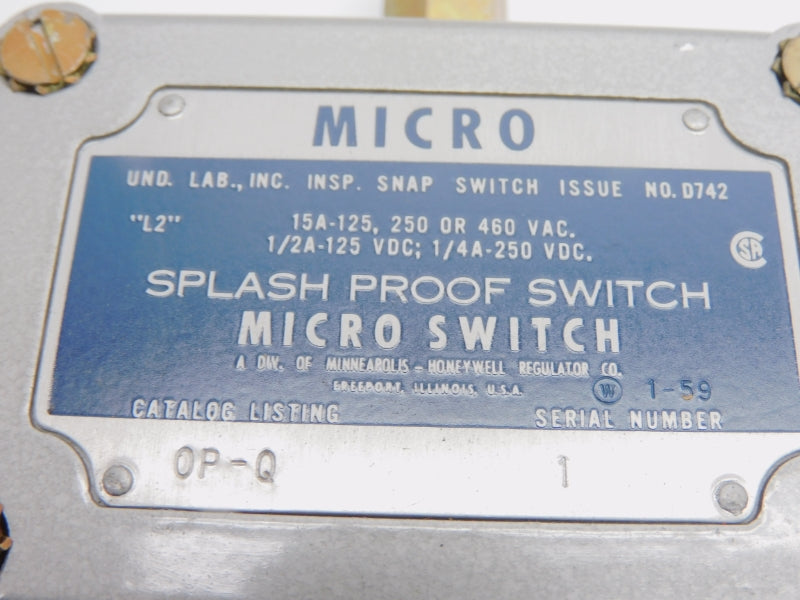 MICRO
UND. LAB., INC. INSP. SNAP SWITCH ISSUE NO. D742
"L2" 15A-125, 250 OR 460 VAC.
1/2A-125 VDC; 1/4A-250 VDC.
SA
SPLASH PROOF SWITCH
MICRO SWITCH
A DIV. OF MINNEAPOLIS-HONEYWELL REGULATOR CO.
FREEPORT, ILLINOIS, U.S.A. W 1-59
CATALOG LISTING SERIAL NUMBER
OP-Q 1